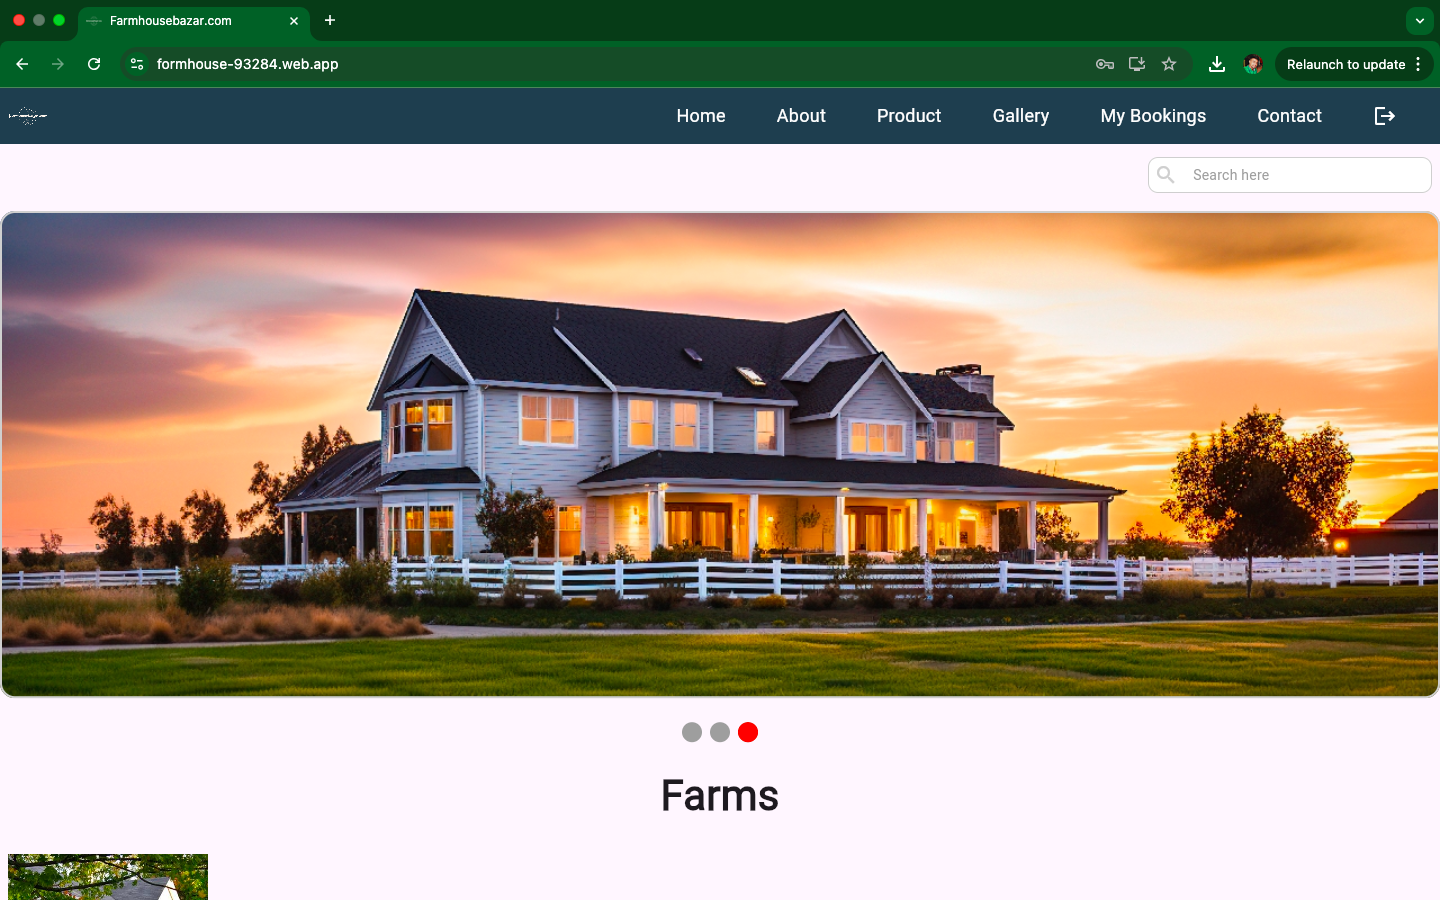 Farmhousebazar.com
formhouse-93284.web.app
Relaunch to update
Home About Product Gallery My Bookings Contact
Search here
Farms